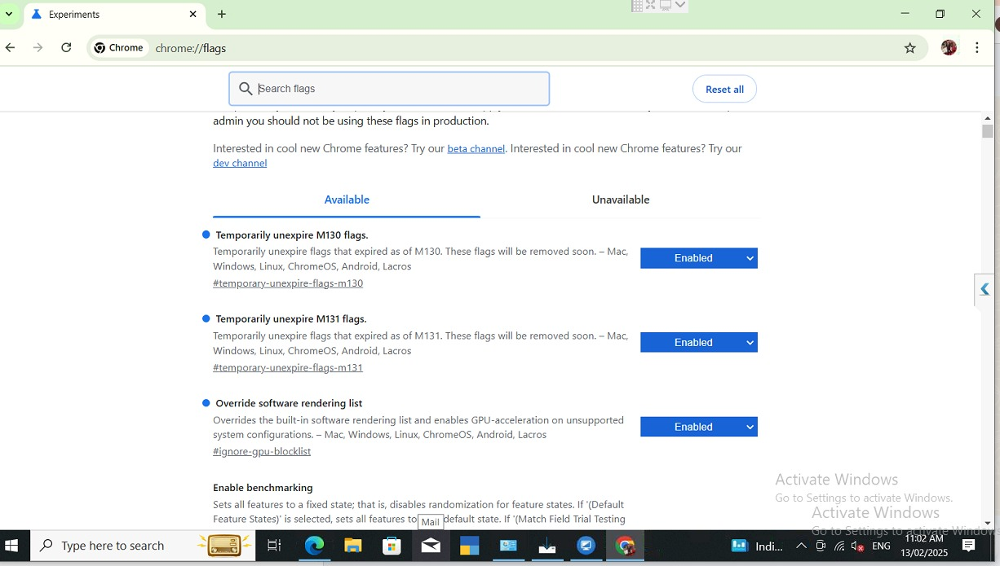 Experiments
Chrome
chrome://flags
Search flags
Reset all
admin you should not be using these flags in production.
Interested in cool new Chrome features? Try our beta channel. Interested in cool new Chrome features? Try our
dev channel
Available
Unavailable
Temporarily unexpire M130 flags.
Temporarily unexpire flags that expired as of M130. These flags will be removed soon. – Mac,
Windows, Linux, ChromeOS, Android, Lacros
#temporary-unexpire-flags-m130
Enabled
Temporarily unexpire M131 flags.
Temporarily unexpire flags that expired as of M131. These flags will be removed soon. – Mac,
Windows, Linux, ChromeOS, Android, Lacros
#temporary-unexpire-flags-m131
Enabled
Override software rendering list
Overrides the built-in software rendering list and enables GPU-acceleration on unsupported
system configurations. – Mac, Windows, Linux, ChromeOS, Android, Lacros
#ignore-gpu-blocklist
Enabled
Enable benchmarking
Sets all features to a fixed state; that is, disables randomization for feature states. If '(Default
Feature States)' is selected, sets all features to default state. If '(Match Field Trial Testing
Mail
Activate Windows
Go to Settings to activate Windows.
Activate Windows
Go to Settings to activate Windows
Type here to search
Indi...
ENG
11:02 AM
13/02/2025